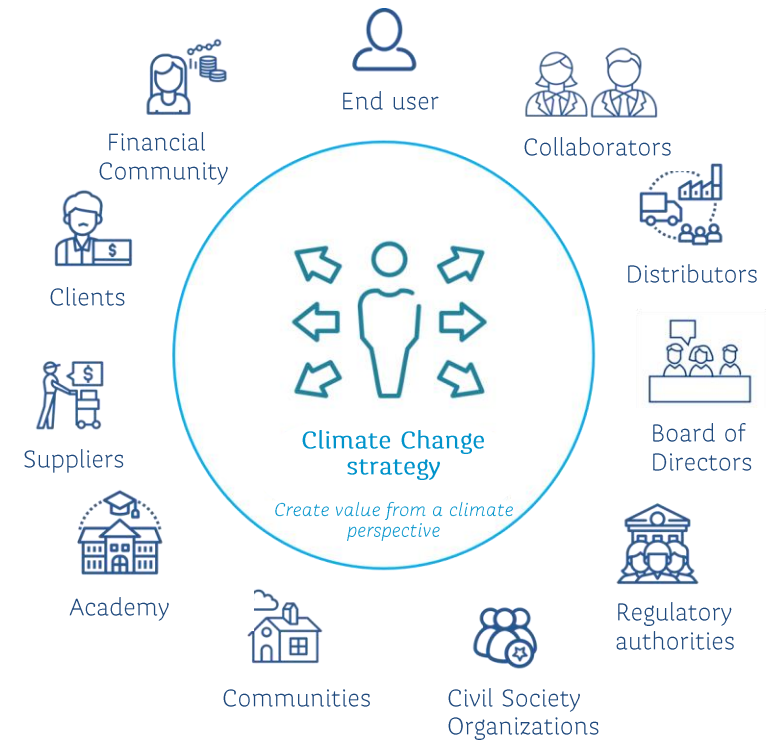 End user
Collaborators
Financial
Community
Distributors
$
Clients
Board of
Directors
$
Suppliers
Climate Change
strategy
Create value from a climate
perspective
Academy
Regulatory
authorities
Communities
Civil Society
Organizations